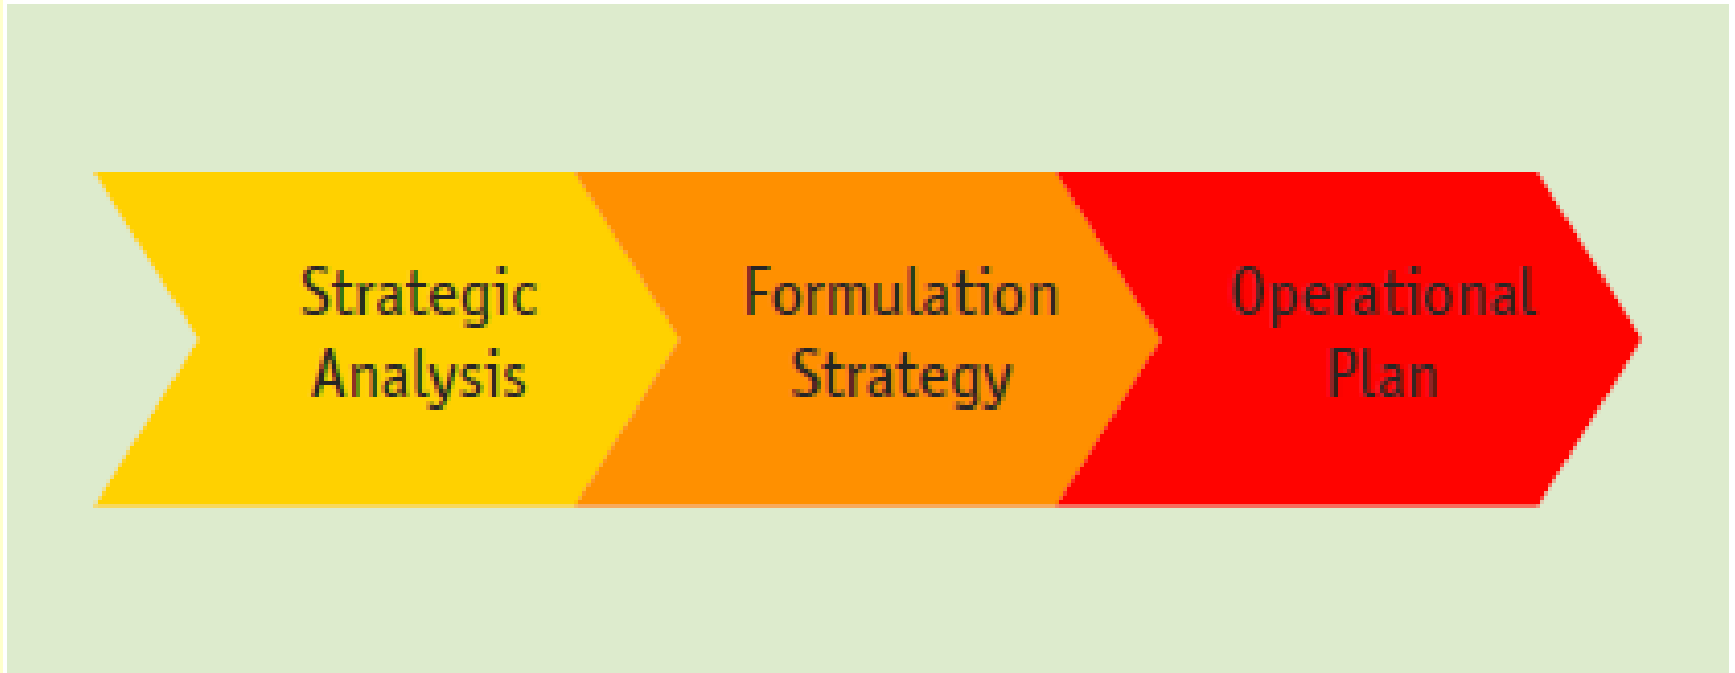 Strategic
Analysis
Formulation
Strategy
Operational
Plan